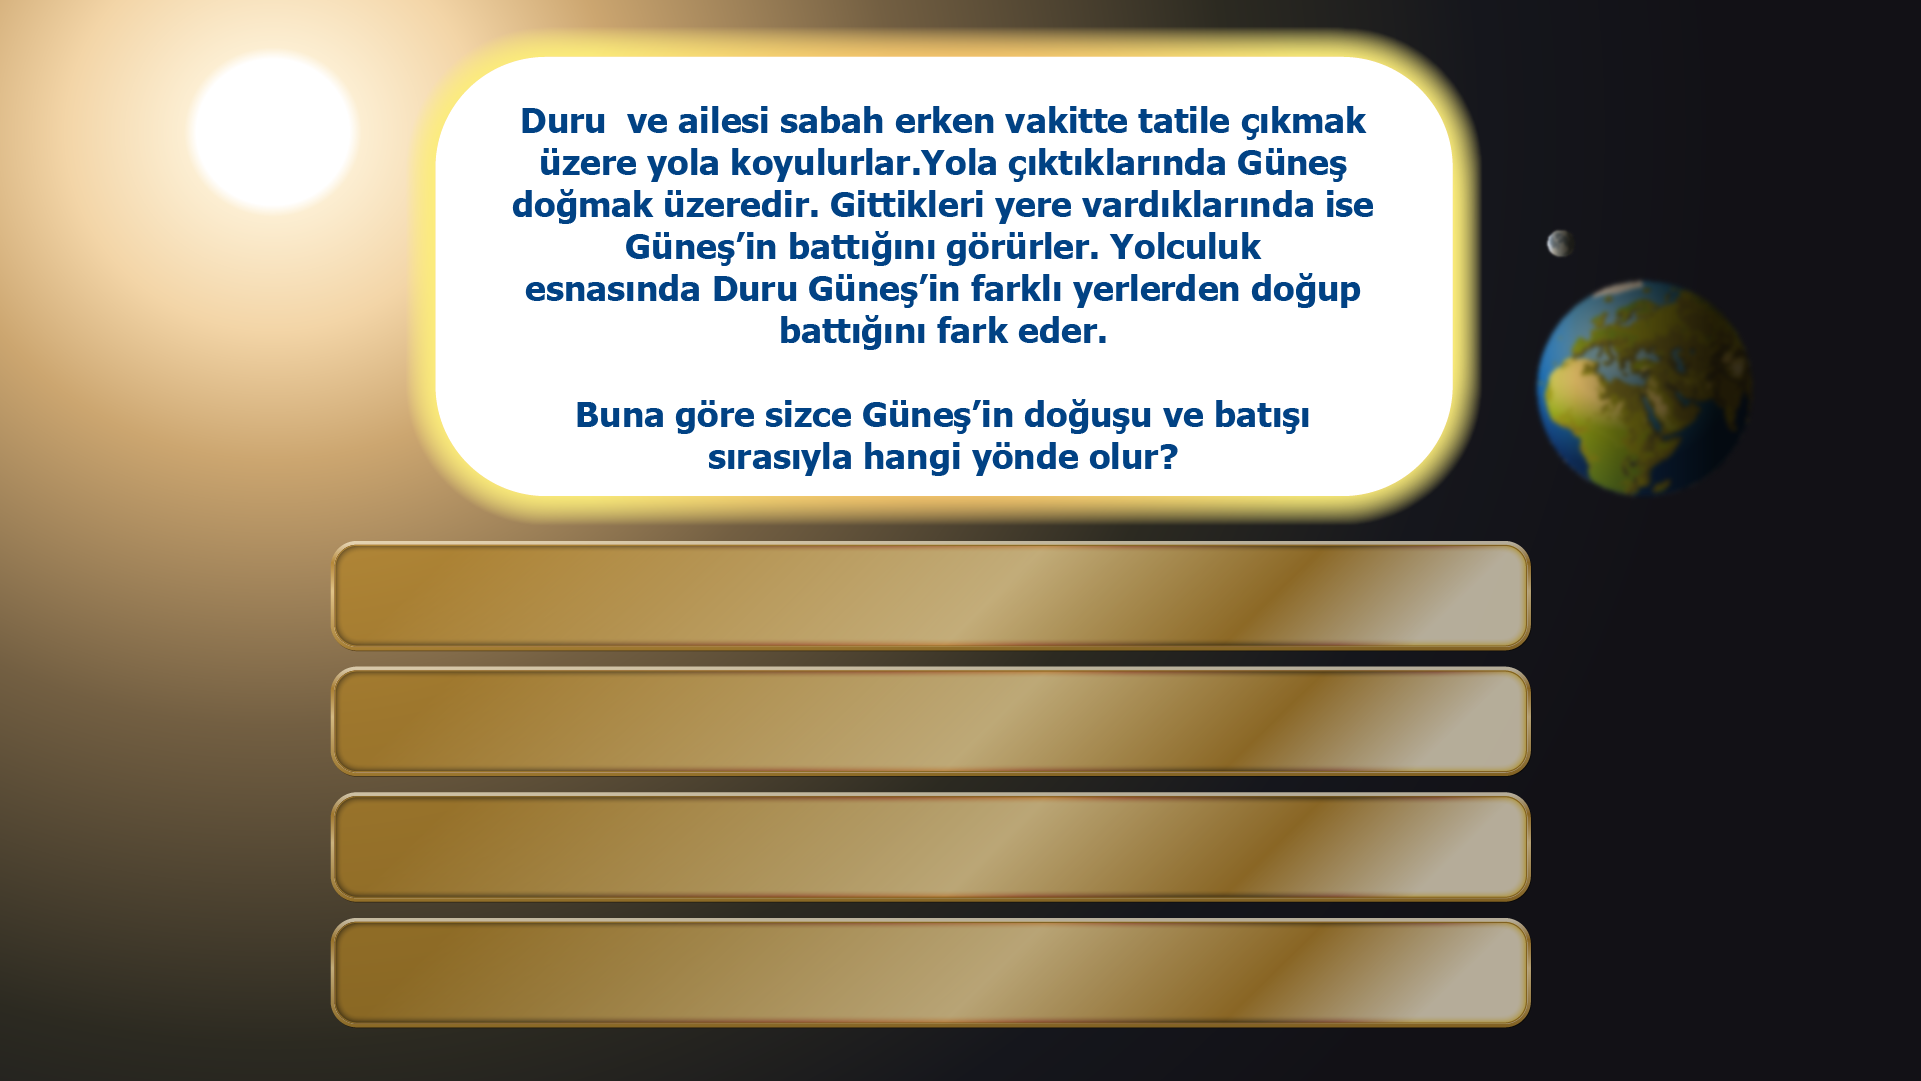 Duru  ve ailesi sabah erken vakitte tatile çıkmak
üzere yola koyulurlar.Yola çıktıklarında Güneş
doğmak üzeredir. Gittikleri yere vardıklarında ise
Güneş’in battığını görürler. Yolculuk
esnasında Duru Güneş’in farklı yerlerden doğup
battığını fark eder.
Buna göre sizce Güneş’in doğuşu ve batışı
sırasıyla hangi yönde olur?